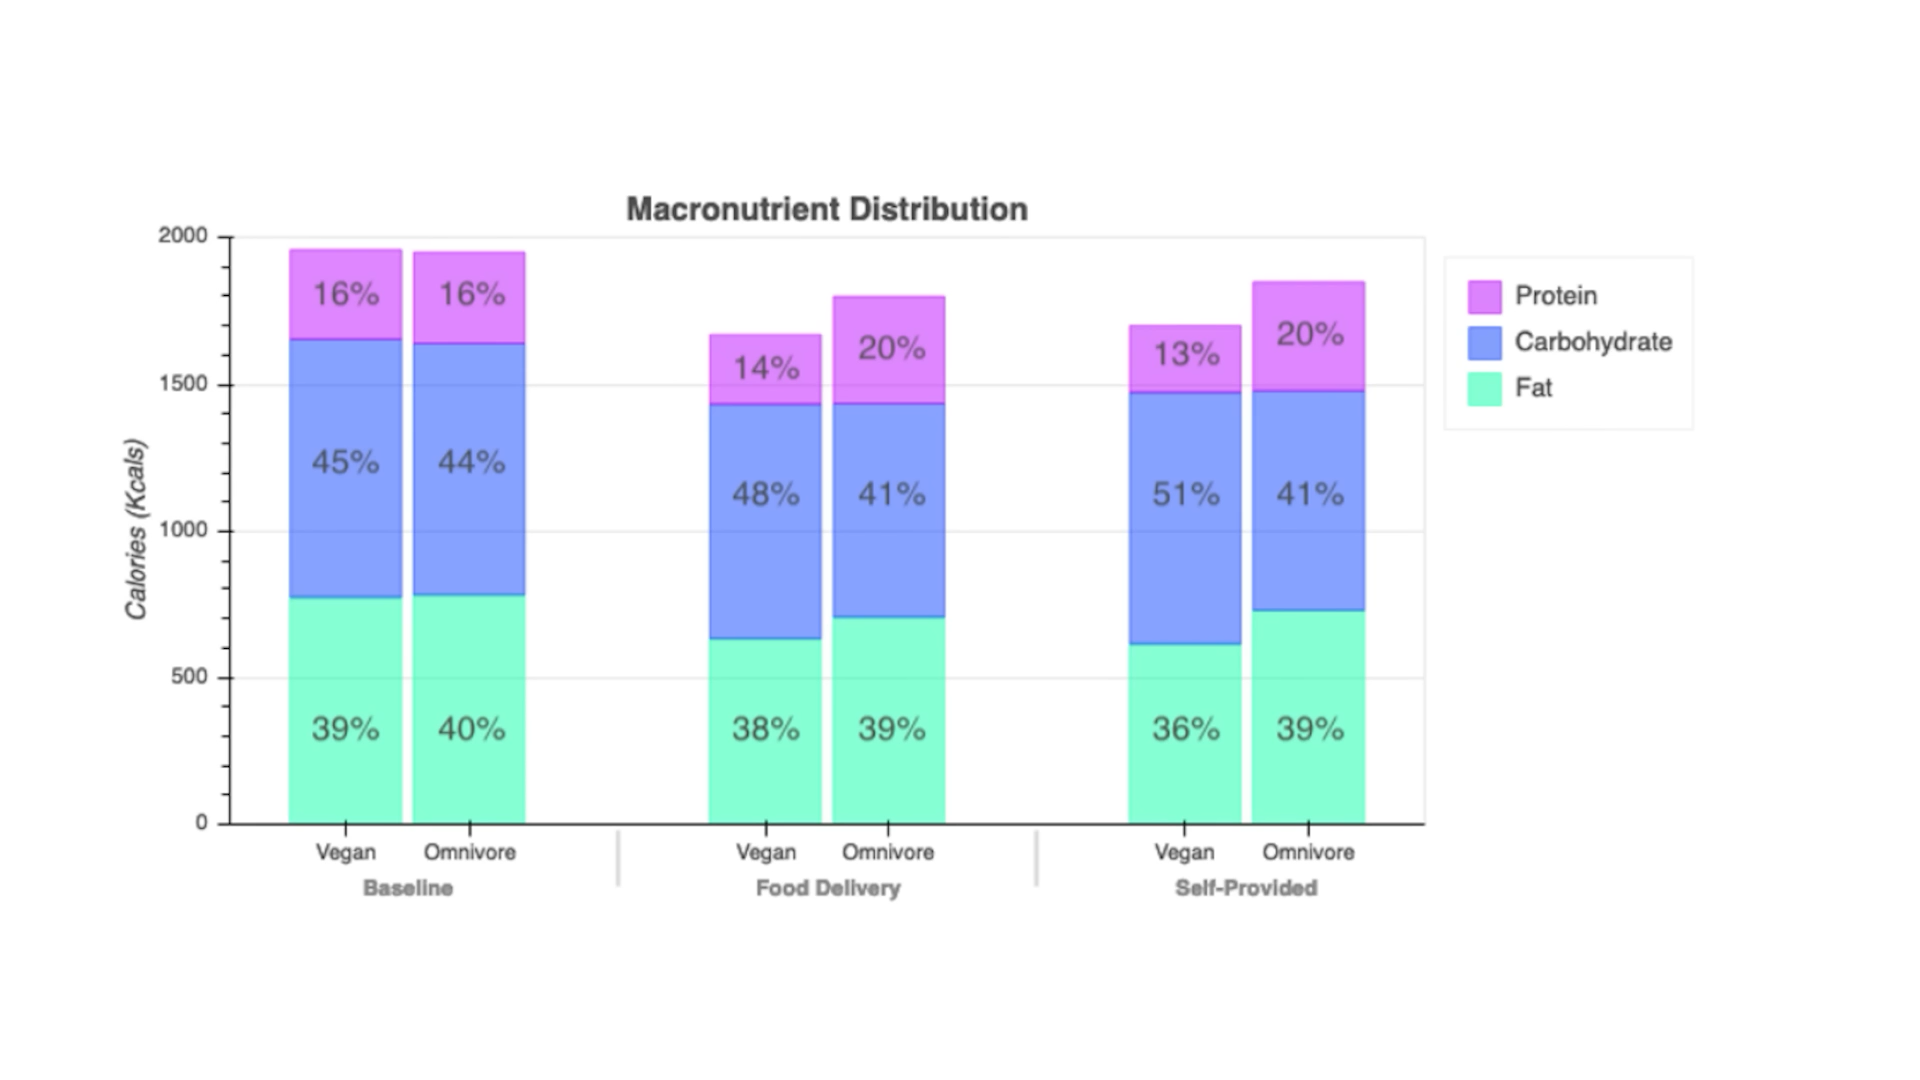 Macronutrient Distribution
2000
1500
1000
500
0
Calories (Kcals)
16% 16% 14% 20% 13% 20%
45% 44% 48% 41% 51% 41%
39% 40% 38% 39% 36% 39%
Vegan Omnivore Vegan Omnivore Vegan Omnivore
Baseline Food Delivery Self-Provided
Protein
Carbohydrate
Fat